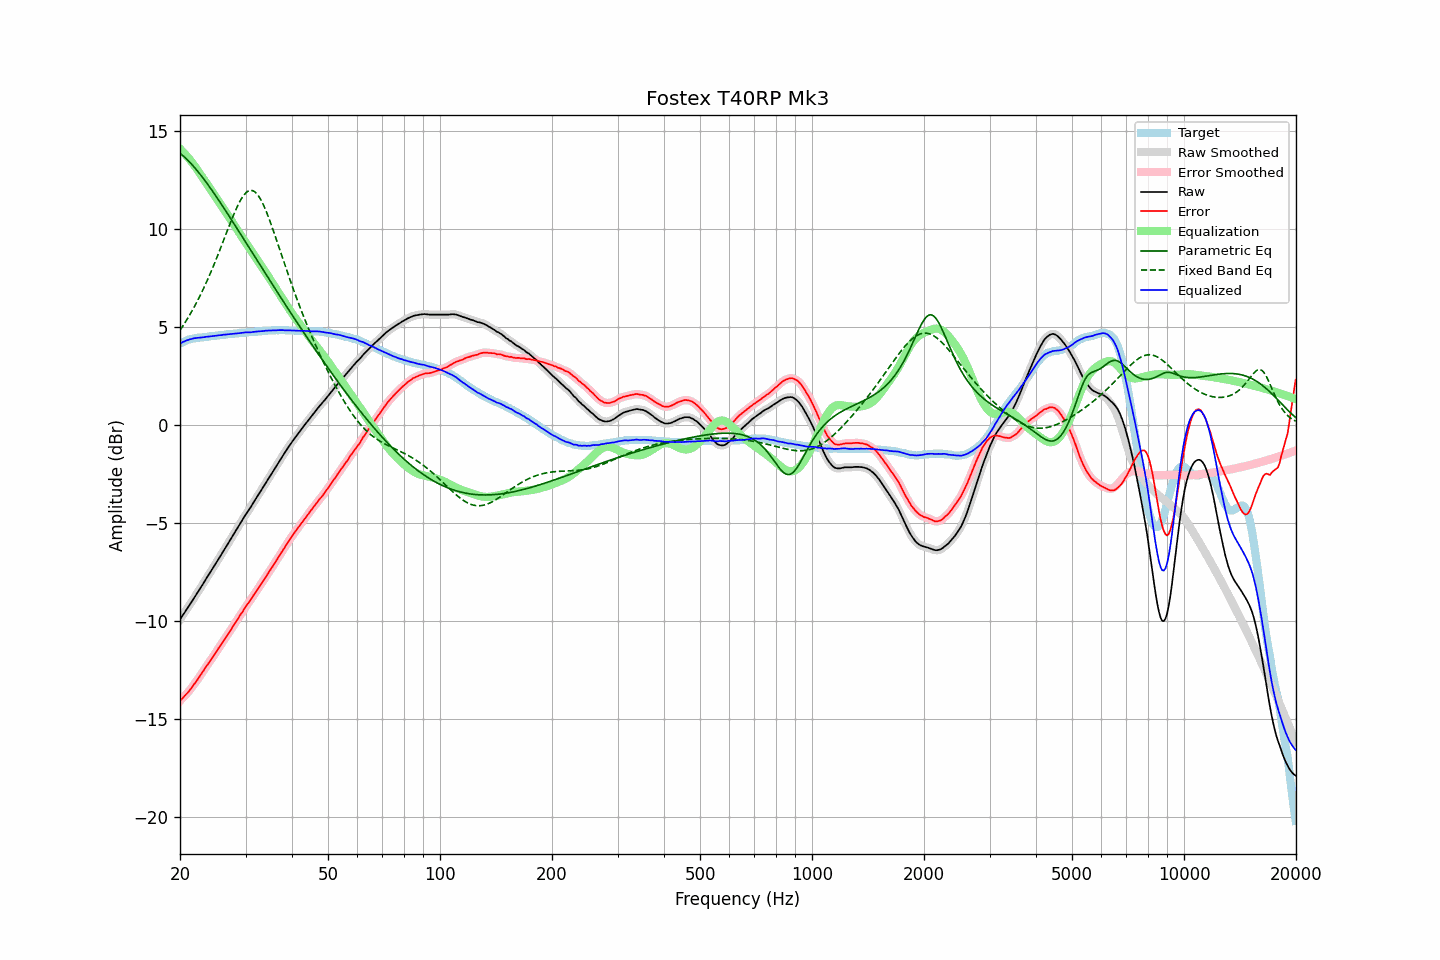 Fostex T40RP Mk3
Amplitude (dBr)
15
10
5
0
−5
−10
−15
−20
Target
Raw Smoothed
Error Smoothed
Raw
Error
Equalization
Parametric Eq
Fixed Band Eq
Equalized
20 50 100 200 500 1000 2000 5000 10000 20000
Frequency (Hz)